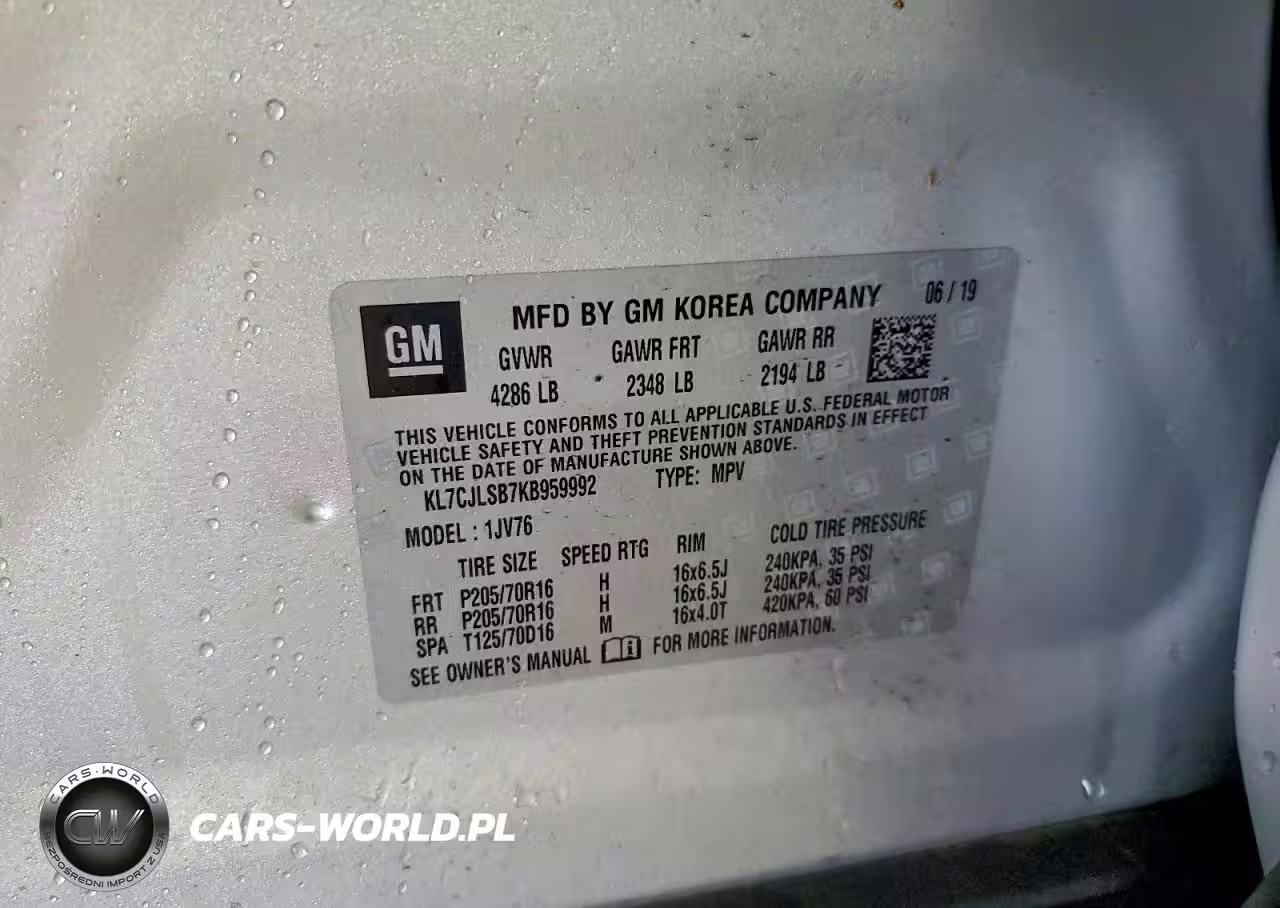 GM
MFD BY GM KOREA COMPANY 06 / 19
GVWR GAWR FRT GAWR RR
4286 LB 2348 LB 2194 LB
THIS VEHICLE CONFORMS TO ALL APPLICABLE U.S. FEDERAL MOTOR
VEHICLE SAFETY AND THEFT PREVENTION STANDARDS IN EFFECT
ON THE DATE OF MANUFACTURE SHOWN ABOVE.
KL7CJLSB7KB959992 TYPE: MPV
MODEL : 1JV76
TIRE SIZE SPEED RTG RIM COLD TIRE PRESSURE
FRT P205/70R16 H 16x6.5J 240KPA, 35 PSI
RR P205/70R16 H 16x6.5J 240KPA, 35 PSI
SPA T125/70D16 M 16x4.0T 420KPA, 60 PSI
SEE OWNER'S MANUAL FOR MORE INFORMATION.
CARS-WORLD
CW
BEZPOŚREDNI IMPORT Z USA
CARS-WORLD.PL